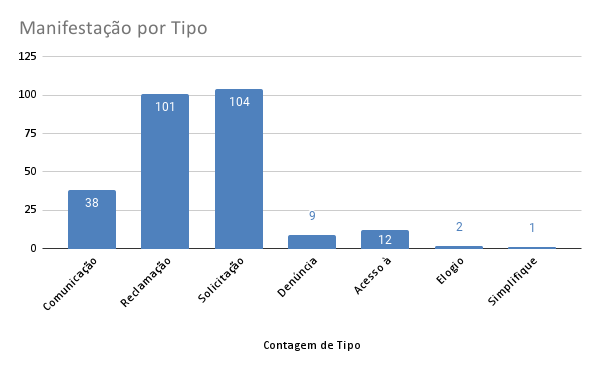 Manifestação por Tipo
125
100
75
50
25
0
38
101
104
9
12
2
1
Comunicação
Reclamação
Solicitação
Denúncia
Acesso à
Elogio
Simplifique
Contagem de Tipo